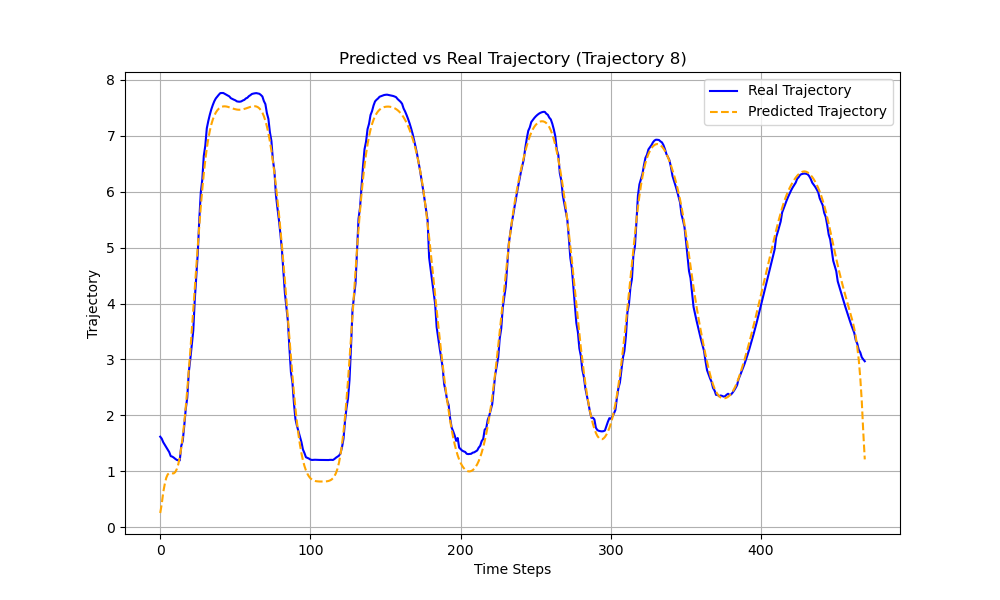 Predicted vs Real Trajectory (Trajectory 8)
Real Trajectory
Predicted Trajectory
Trajectory
8
7
6
5
4
3
2
1
0
0 100 200 300 400
Time Steps